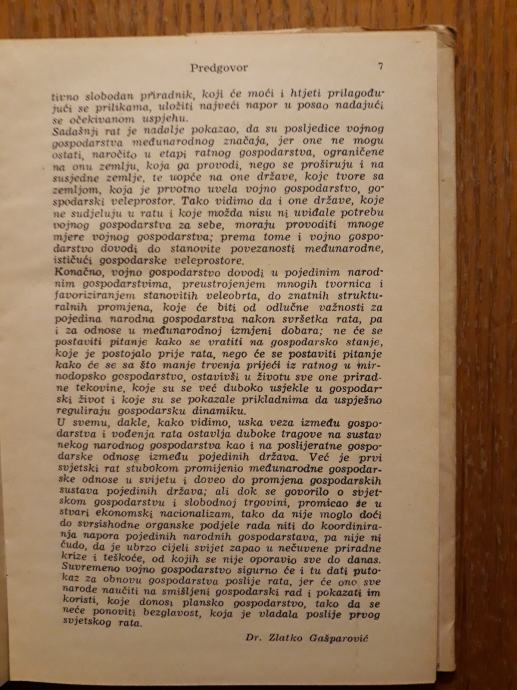 Predgovor 7
tivno slobodan priradnik, koji će moći i htjeti prilagođu-
jući se prilikama, uložiti najveći napor u posao nadajući
se očekivanom uspjehu.
Sadašnji rat je nadalje pokazao, da su posljedice vojnog
gospodarstva međunarodnog značaja, jer one ne mogu
ostati, naročito u etapi ratnog gospodarstva, ograničene
na onu zemlju, koja ga provodi, nego se proširuju i na
susjedne zemlje, te uopće na one države, koje tvore sa
zemljom, koja je prvotno uvela vojno gospodarstvo, go-
spodarski veleprostor. Tako vidimo da i one države, koje
ne sudjeluju u ratu i koje možda nisu ni uviđale potrebu
vojnog gospodarstva za sebe, moraju provoditi mnoge
mjere vojnog gospodarstva; prema tome i vojno gospo-
darstvo dovodi do stanovite povezanosti međunarodne,
ističući gospodarske veleprostore.
Konačno, vojno gospodarstvo dovodi u pojedinim narod-
nim gospodarstvima, preustrojenjem mnogih tvornica i
favoriziranjem stanovitih veleobrta, do znatnih struktu-
ralnih promjena, koje će biti od odlučne važnosti za
pojedina narodna gospodarstva nakon svršetka rata, pa
i za odnose u međunarodnoj izmjeni dobara; ne će se
postaviti pitanje kako se vratiti na gospodarsko stanje,
koje je postojalo prije rata, nego će se postaviti pitanje
kako će se sa što manje trvenja prijeći iz ratnog u mir-
nodopsko gospodarstvo, ostavivši u životu sve one prirad-
ne tekovine, koje su se već duboko usjekle u gospodar-
ski život i koje su se pokazale prikladnima da uspješno
reguliraju gospodarsku dinamiku.
U svemu, dakle, kako vidimo, uska veza između gospo-
darstva i vođenja rata ostavlja duboke tragove na sustav
nekog narodnog gospodarstva kao i na poslijeratne gospo-
darske odnose između pojedinih država. Već je prvi
svjetski rat stubokom promijenio međunarodne gospodar-
ske odnose u svijetu i doveo do promjena gospodarskih
sustava pojedinih država; ali dok se govorilo o svjet-
skom gospodarstvu i slobodnoj trgovini, promicao se u
stvari ekonomski nacionalizam, tako da nije moglo doći
do svrsishodne organske podjele rada niti do koordinira-
nja napora pojedinih narodnih gospodarstava, pa nije ni
čudo, da je ubrzo cijeli svijet zapao u nečuvene priradne
krize i teškoće, od kojih se nije oporavio sve do danas.
Suvremeno vojno gospodarstvo sigurno će i tu dati puto-
kaz za obnovu gospodarstva poslije rata, jer će ono sve
narode naučiti na smišljeni gospodarski rad i pokazati im
koristi, koje donosi plansko gospodarstvo, tako da se
neće ponoviti bezglavost, koja je vladala poslije prvog
svjetskog rata.
Dr. Zlatko Gašparović